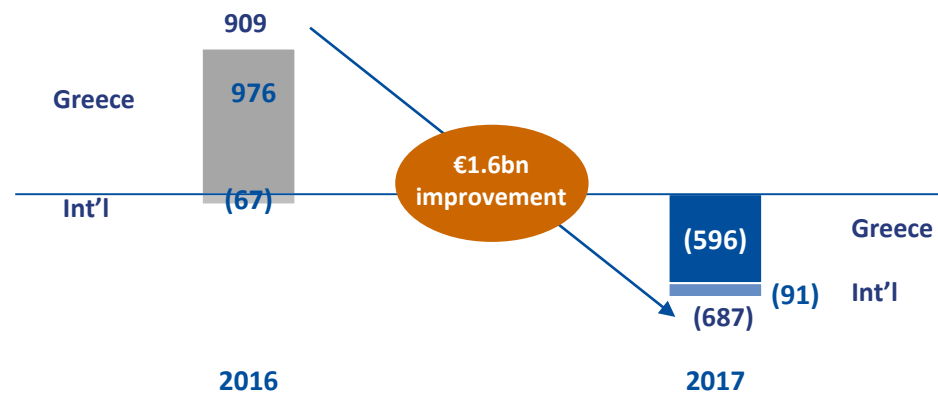 909
Greece
976
€1.6bn
improvement
Int’l
(67)
(596)
Greece
(91)
Int’l
(687)
2016
2017